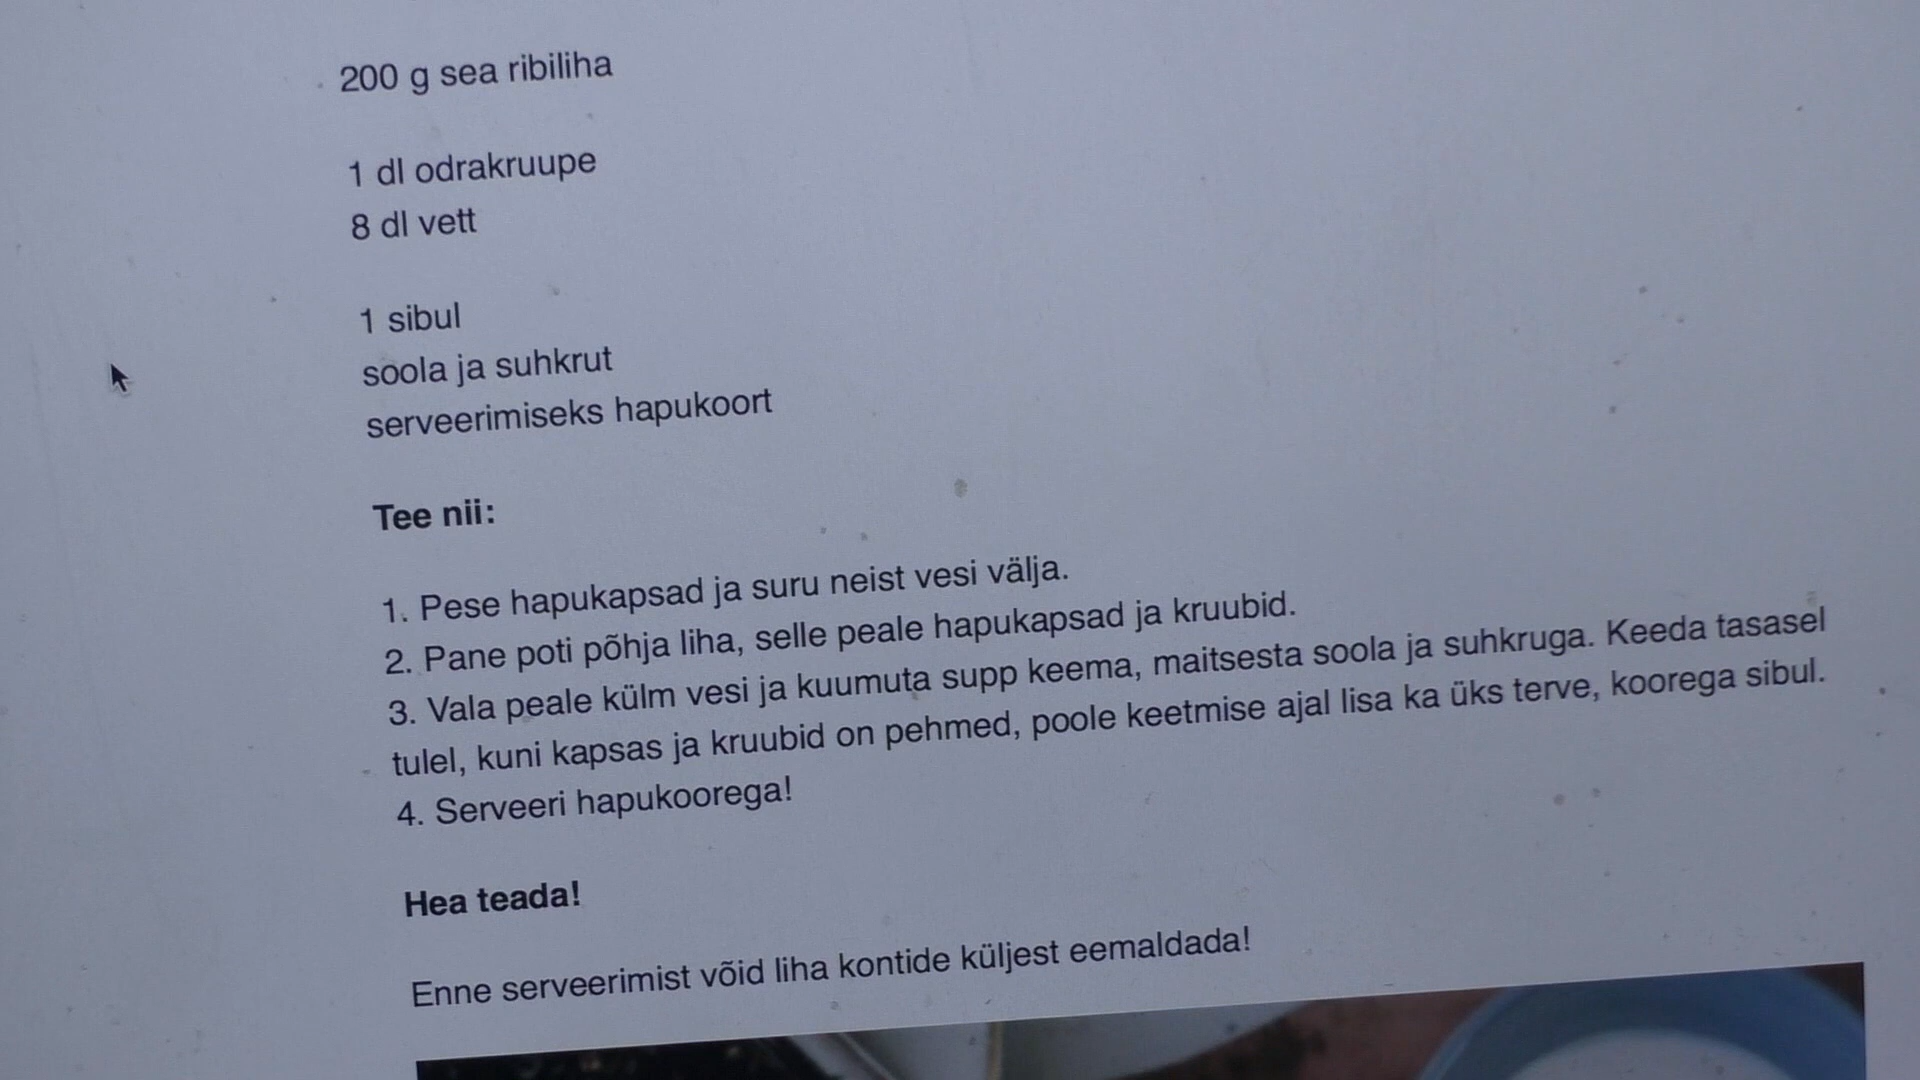 200 g sea ribiliha
1 dl odrakruupe
8 dl vett
1 sibul
soola ja suhkrut
serveerimiseks hapukoort
Tee nii:
1. Pese hapukapsad ja suru neist vesi välja.
2. Pane poti põhja liha, selle peale hapukapsad ja kruubid.
3. Vala peale külm vesi ja kuumuta supp keema, maitsesta soola ja suhkruga. Keeda tasasel
tulel, kuni kapsas ja kruubid on pehmed, poole keetmise ajal lisa ka üks terve, koorega sibul.
4. Serveeri hapukoorega!
Hea teada!
Enne serveerimist võid liha kontide küljest eemaldada!